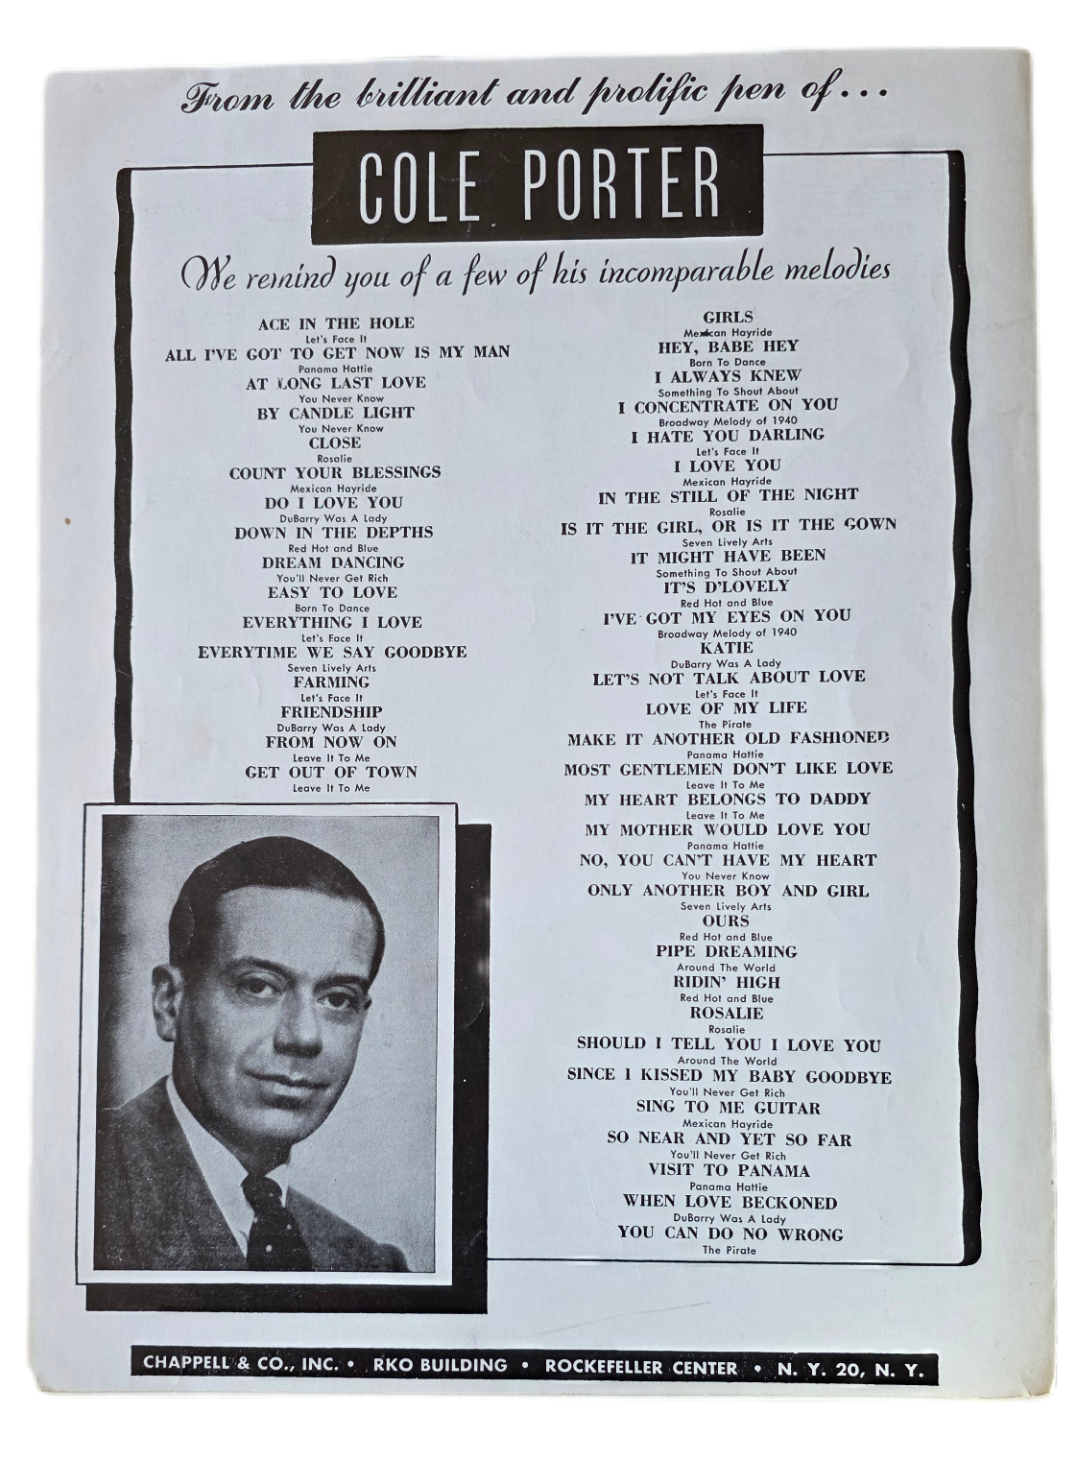 From the brilliant and prolific pen of...
COLE PORTER
We remind you of a few of his incomparable melodies
ACE IN THE HOLE
Let's Face It
ALL I'VE GOT TO GET NOW IS MY MAN
Panama Hattie
AT LONG LAST LOVE
You Never Know
BY CANDLE LIGHT
You Never Know
CLOSE
Rosalie
COUNT YOUR BLESSINGS
Mexican Hayride
DO I LOVE YOU
DuBarry Was A Lady
DOWN IN THE DEPTHS
Red Hot and Blue
DREAM DANCING
You'll Never Get Rich
EASY TO LOVE
Born To Dance
EVERYTHING I LOVE
Let's Face It
EVERYTIME WE SAY GOODBYE
Seven Lively Arts
FARMING
Let's Face It
FRIENDSHIP
DuBarry Was A Lady
FROM NOW ON
Leave It To Me
GET OUT OF TOWN
Leave It To Me
GIRLS
Mexican Hayride
HEY, BABE HEY
Born To Dance
I ALWAYS KNEW
Something To Shout About
I CONCENTRATE ON YOU
Broadway Melody of 1940
I HATE YOU DARLING
Let's Face It
I LOVE YOU
Mexican Hayride
IN THE STILL OF THE NIGHT
Rosalie
IS IT THE GIRL, OR IS IT THE GOWN
Seven Lively Arts
IT MIGHT HAVE BEEN
Something To Shout About
IT'S D'LOVELY
Red Hot and Blue
I'VE GOT MY EYES ON YOU
Broadway Melody of 1940
KATIE
DuBarry Was A Lady
LET'S NOT TALK ABOUT LOVE
Let's Face It
LOVE OF MY LIFE
The Pirate
MAKE IT ANOTHER OLD FASHIONED
Panama Hattie
MOST GENTLEMEN DON'T LIKE LOVE
Leave It To Me
MY HEART BELONGS TO DADDY
Leave It To Me
MY MOTHER WOULD LOVE YOU
Panama Hattie
NO, YOU CAN'T HAVE MY HEART
You Never Know
ONLY ANOTHER BOY AND GIRL
Seven Lively Arts
OURS
Red Hot and Blue
PIPE DREAMING
Around The World
RIDIN' HIGH
Red Hot and Blue
ROSALIE
Rosalie
SHOULD I TELL YOU I LOVE YOU
Around The World
SINCE I KISSED MY BABY GOODBYE
You'll Never Get Rich
SING TO ME GUITAR
Mexican Hayride
SO NEAR AND YET SO FAR
You'll Never Get Rich
VISIT TO PANAMA
Panama Hattie
WHEN LOVE BECKONED
DuBarry Was A Lady
YOU CAN DO NO WRONG
The Pirate
CHAPPELL & CO., INC. • RKO BUILDING • ROCKEFELLER CENTER • N. Y. 20, N. Y.